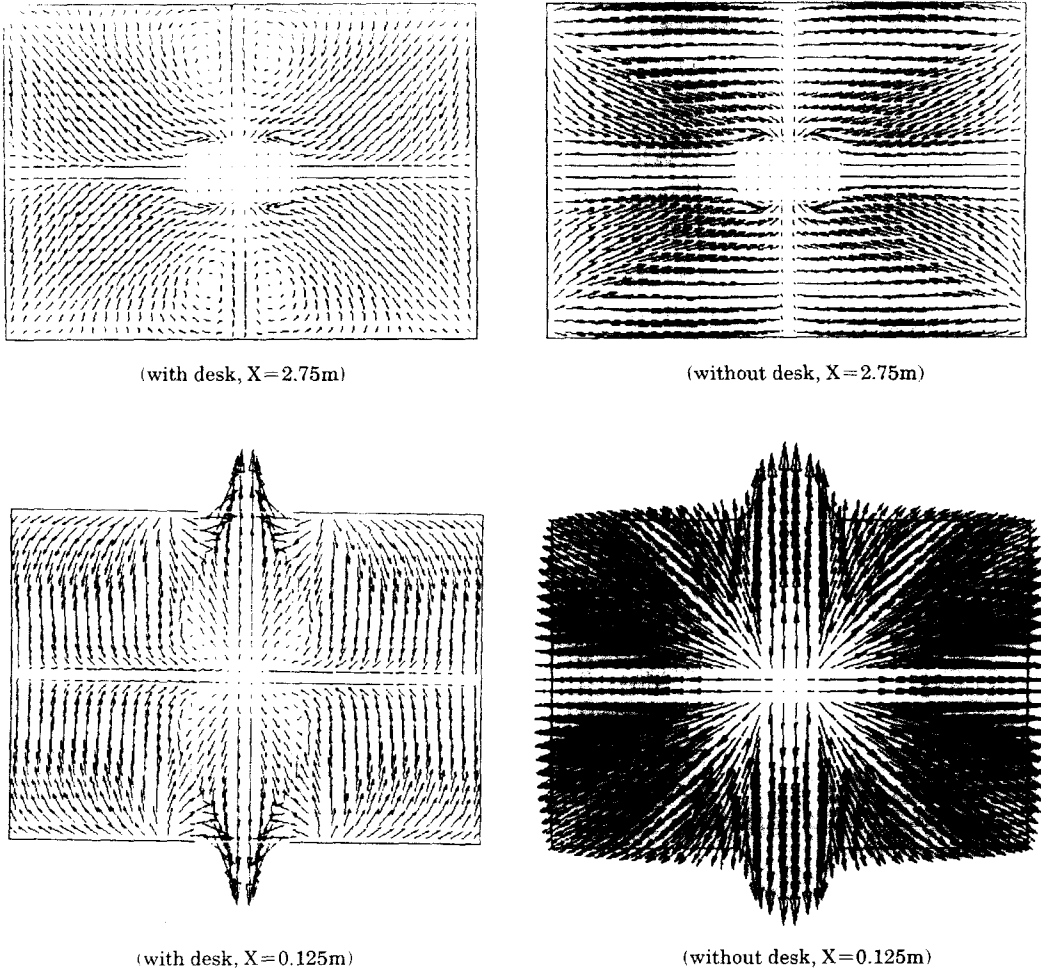 (with desk, X=2.75m)
(without desk, X=2.75m)
(with desk, X=0.125m)
(without desk, X=0.125m)